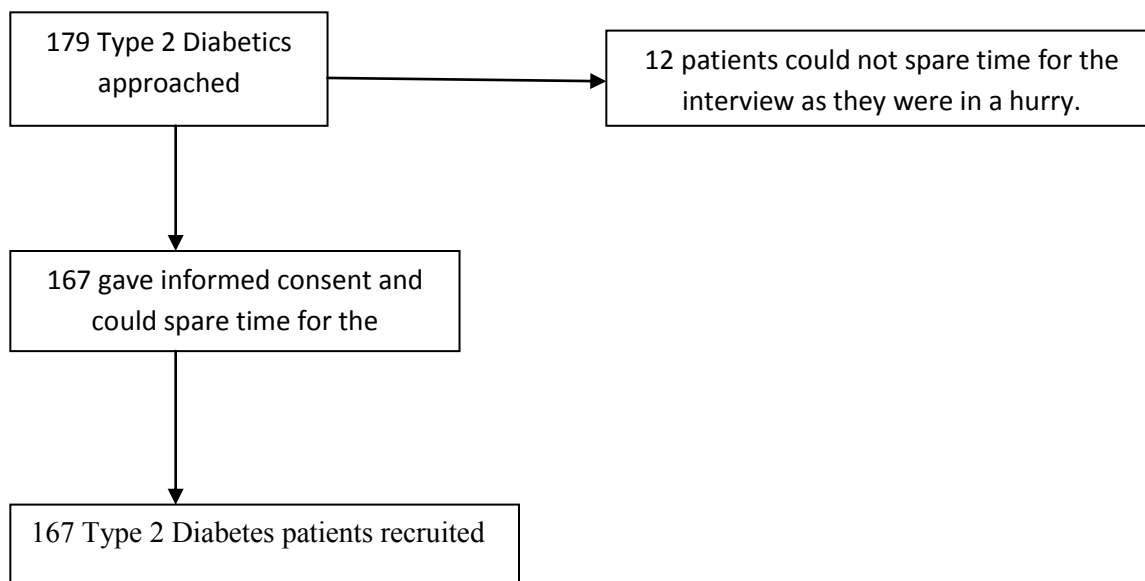 179 Type 2 Diabetics
approached
12 patients could not spare time for the
interview as they were in a hurry.
167 gave informed consent and
could spare time for the
167 Type 2 Diabetes patients recruited